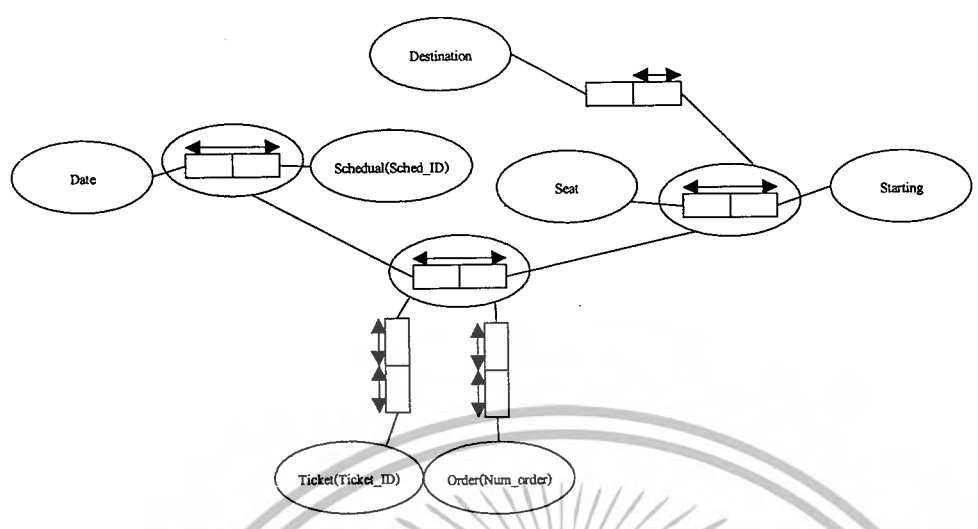 Destination
Date
Schedual(Sched_ID)
Seat
Starting
Ticket(Ticket_ID)
Order(Num_order)